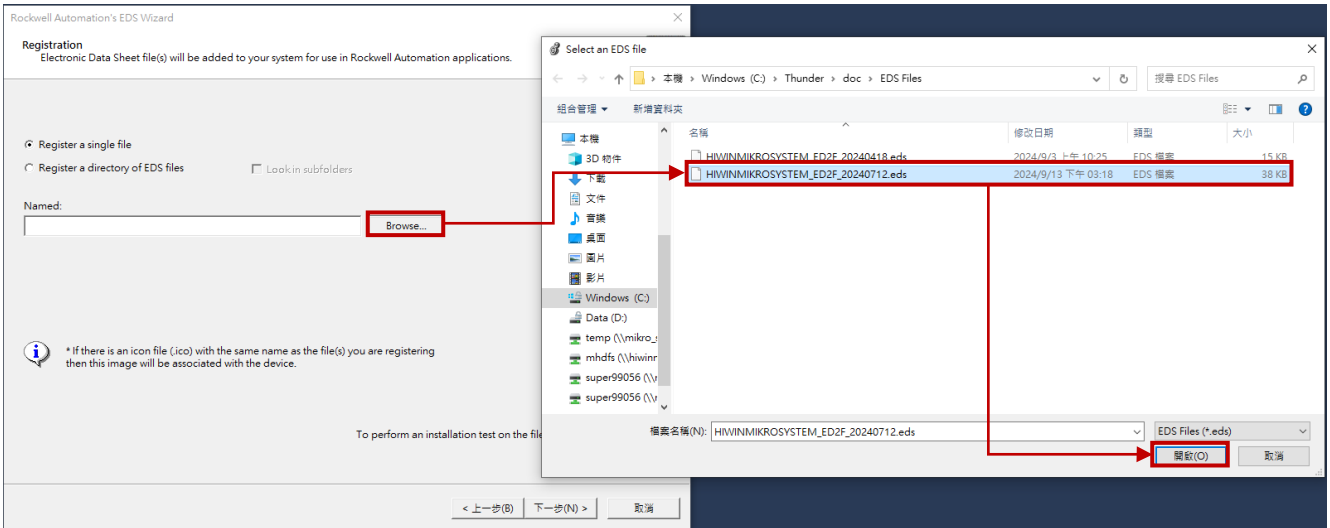 Rockwell Automation's EDS Wizard
Registration
Electronic Data Sheet file(s) will be added to your system for use in Rockwell Automation applications.
Register a single file
Register a directory of EDS files
Look in subfolders
Named:
Browse...
* If there is an icon file (.ico) with the same name as the file(s) you are registering
then this image will be associated with the device.
To perform an installation test on the file
< 上一步(B)
下一步(N) >
取消
Select an EDS file
本機 › Windows (C:) › Thunder › doc › EDS Files
搜尋 EDS Files
組合管理
新增資料夾
名稱
修改日期
類型
大小
HIWINMIKROSYSTEM_ED2F_20240418.eds
2024/9/3 上午 10:25
EDS 檔案
15 KB
HIWINMIKROSYSTEM_ED2F_20240712.eds
2024/9/13 下午 03:18
EDS 檔案
38 KB
本機
3D 物件
下載
文件
音樂
桌面
圖片
影片
Windows (C:)
Data (D:)
temp (\\mikro_s
mhdfs (\\hiwinr
super99056 (\\
super99056 (\\
檔案名稱(N):
HIWINMIKROSYSTEM_ED2F_20240712.eds
EDS Files (*.eds)
開啟(O)
取消